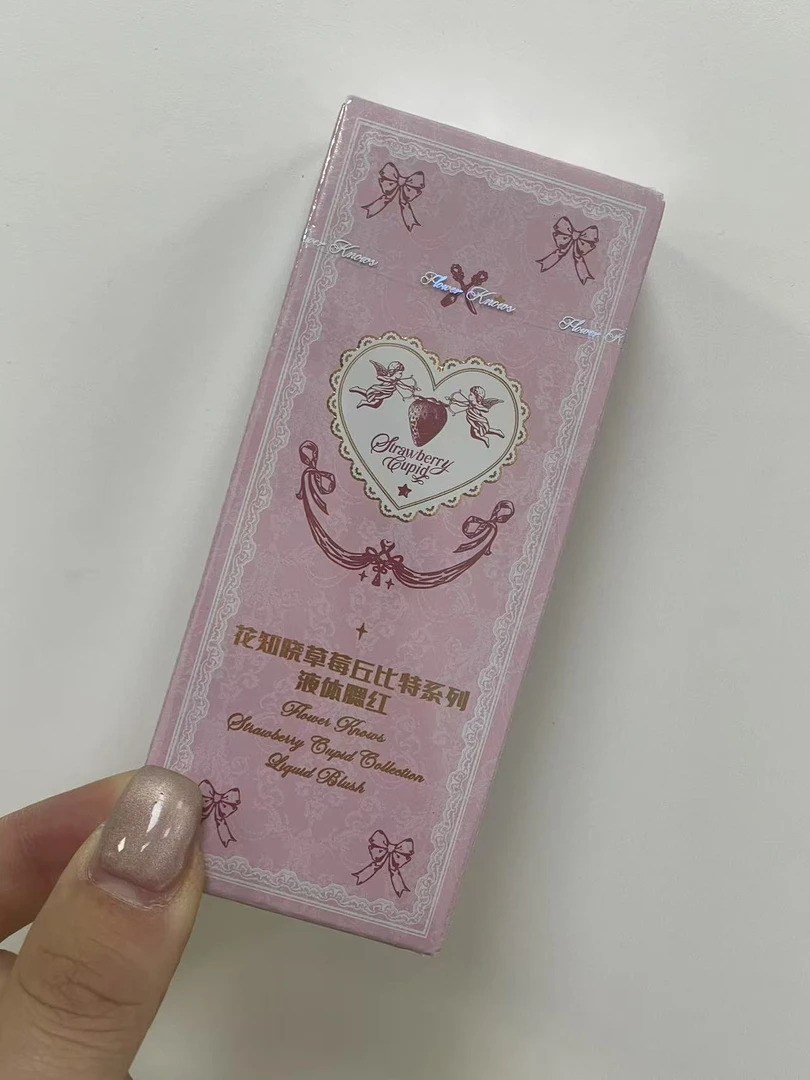 Flower Knows
Flower Knows
Flower K
Strawberry
Cupid
花知晓草莓丘比特系列
液体腮红
Flower Knows
Strawberry Cupid Collection
Liquid Blush